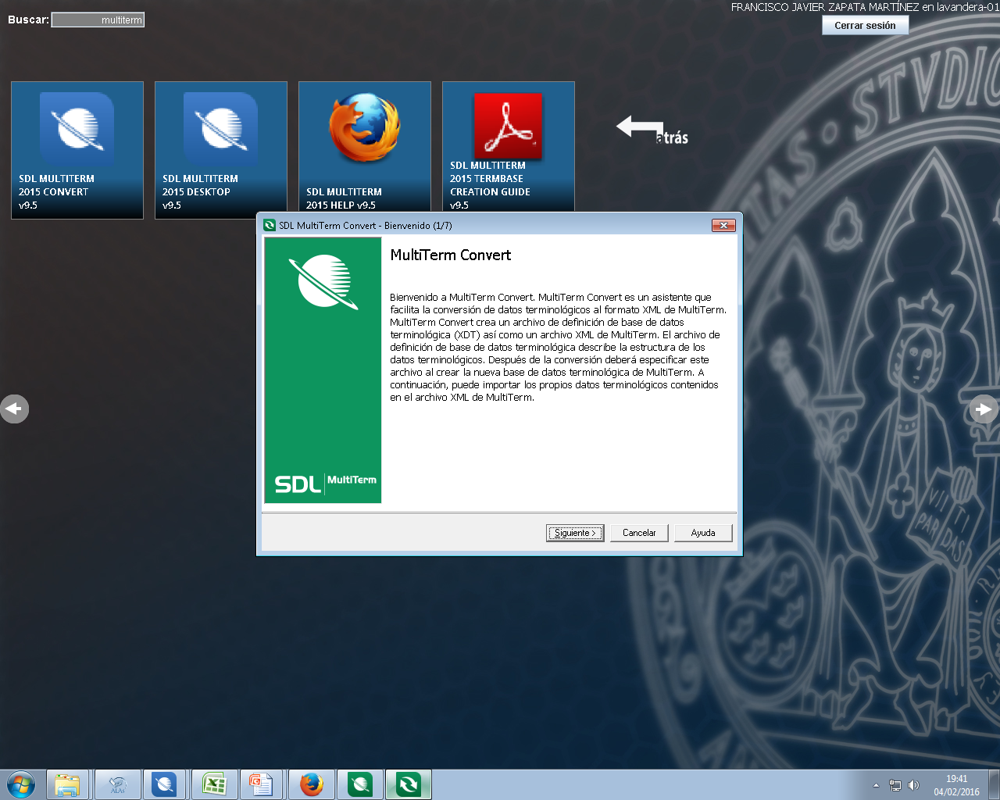 FRANCISCO JAVIER ZAPATA MARTÍNEZ en lavandera-01
Buscar: multiterm
Cerrar sesión
SDL MULTITERM
2015 CONVERT
v9.5
SDL MULTITERM
2015 DESKTOP
v9.5
SDL MULTITERM
2015 HELP v9.5
SDL MULTITERM
2015 TERMBASE
CREATION GUIDE
v9.5
atrás
SDL MultiTerm Convert - Bienvenido (1/7)
MultiTerm Convert
Bienvenido a MultiTerm Convert. MultiTerm Convert es un asistente que
facilita la conversión de datos terminológicos al formato XML de MultiTerm.
MultiTerm Convert crea un archivo de definición de base de datos
terminológica (XDT) así como un archivo XML de MultiTerm. El archivo de
definición de base de datos terminológica describe la estructura de los
datos terminológicos. Después de la conversión deberá especificar este
archivo al crear la nueva base de datos terminológica de MultiTerm. A
continuación, puede importar los propios datos terminológicos contenidos
en el archivo XML de MultiTerm.
SDL MultiTerm
Siguiente >
Cancelar
Ayuda
ALAs
19:41
04/02/2016